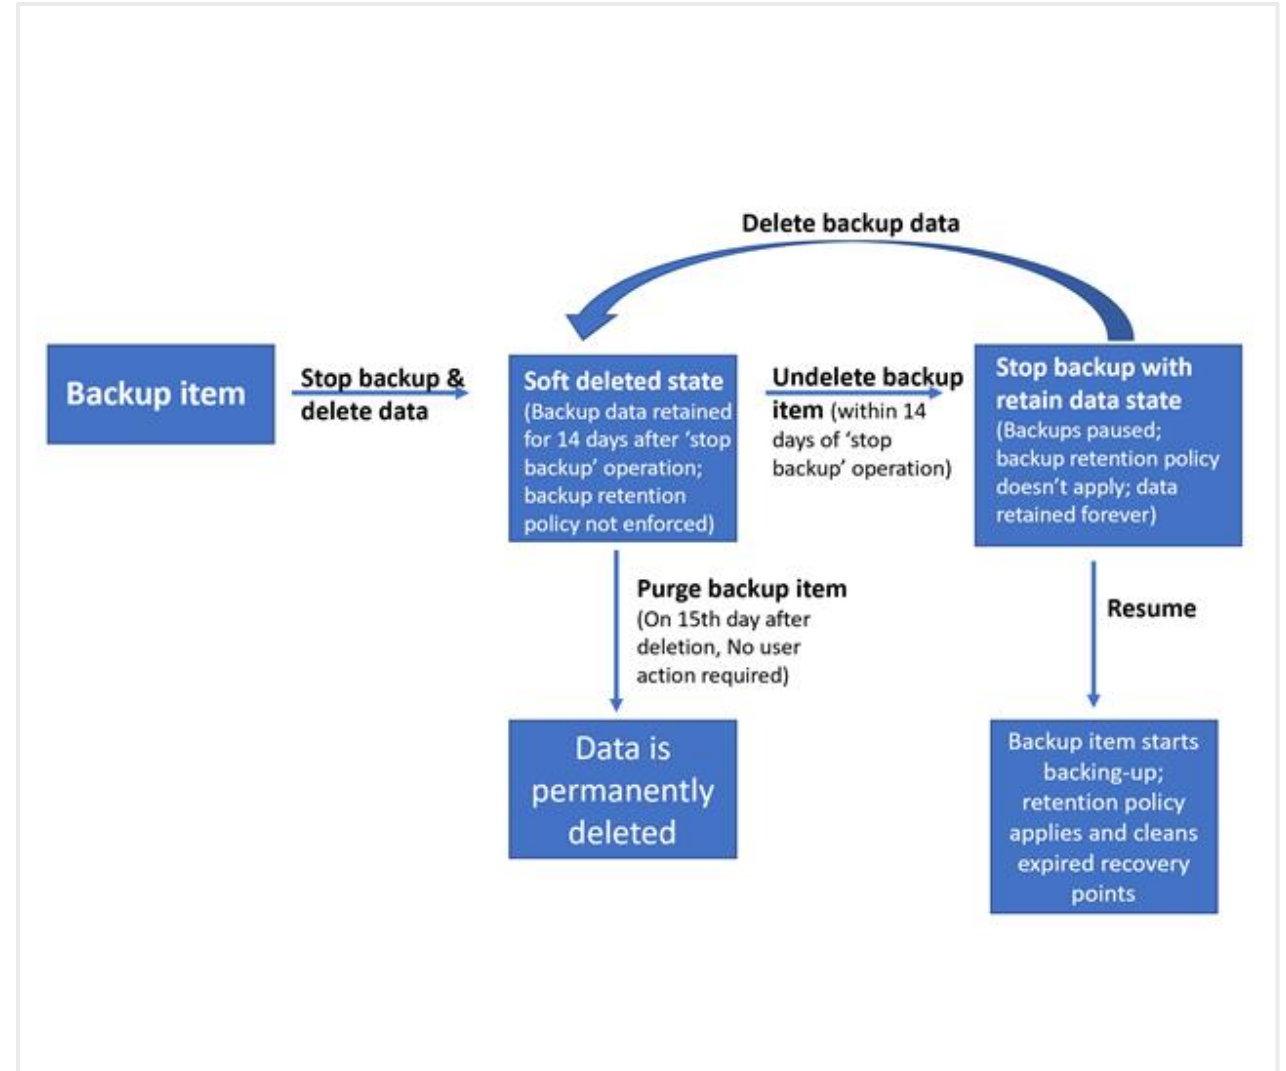 Delete backup data
Backup item
Stop backup &
delete data
Soft deleted state
(Backup data retained
for 14 days after ‘stop
backup’ operation;
backup retention
policy not enforced)
Undelete backup
item (within 14
days of ‘stop
backup’ operation)
Stop backup with
retain data state
(Backups paused;
backup retention policy
doesn’t apply; data
retained forever)
Purge backup item
(On 15th day after
deletion, No user
action required)
Resume
Data is
permanently
deleted
Backup item starts
backing-up;
retention policy
applies and cleans
expired recovery
points